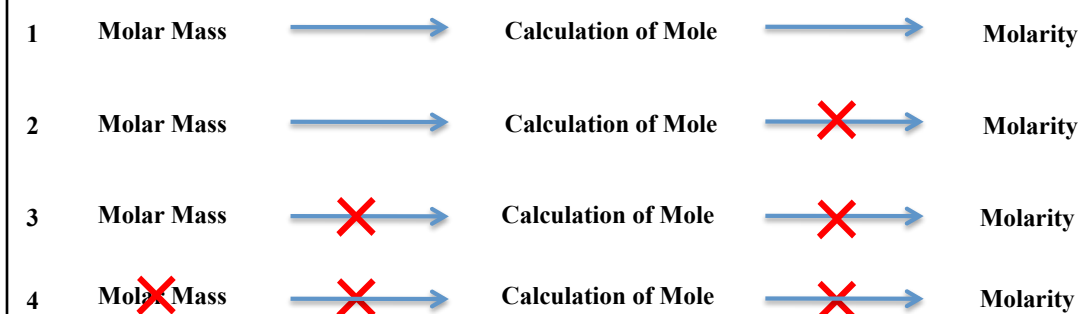 1 Molar Mass Calculation of Mole Molarity
2 Molar Mass Calculation of Mole Molarity
3 Molar Mass Calculation of Mole Molarity
4 Molar Mass Calculation of Mole Molarity